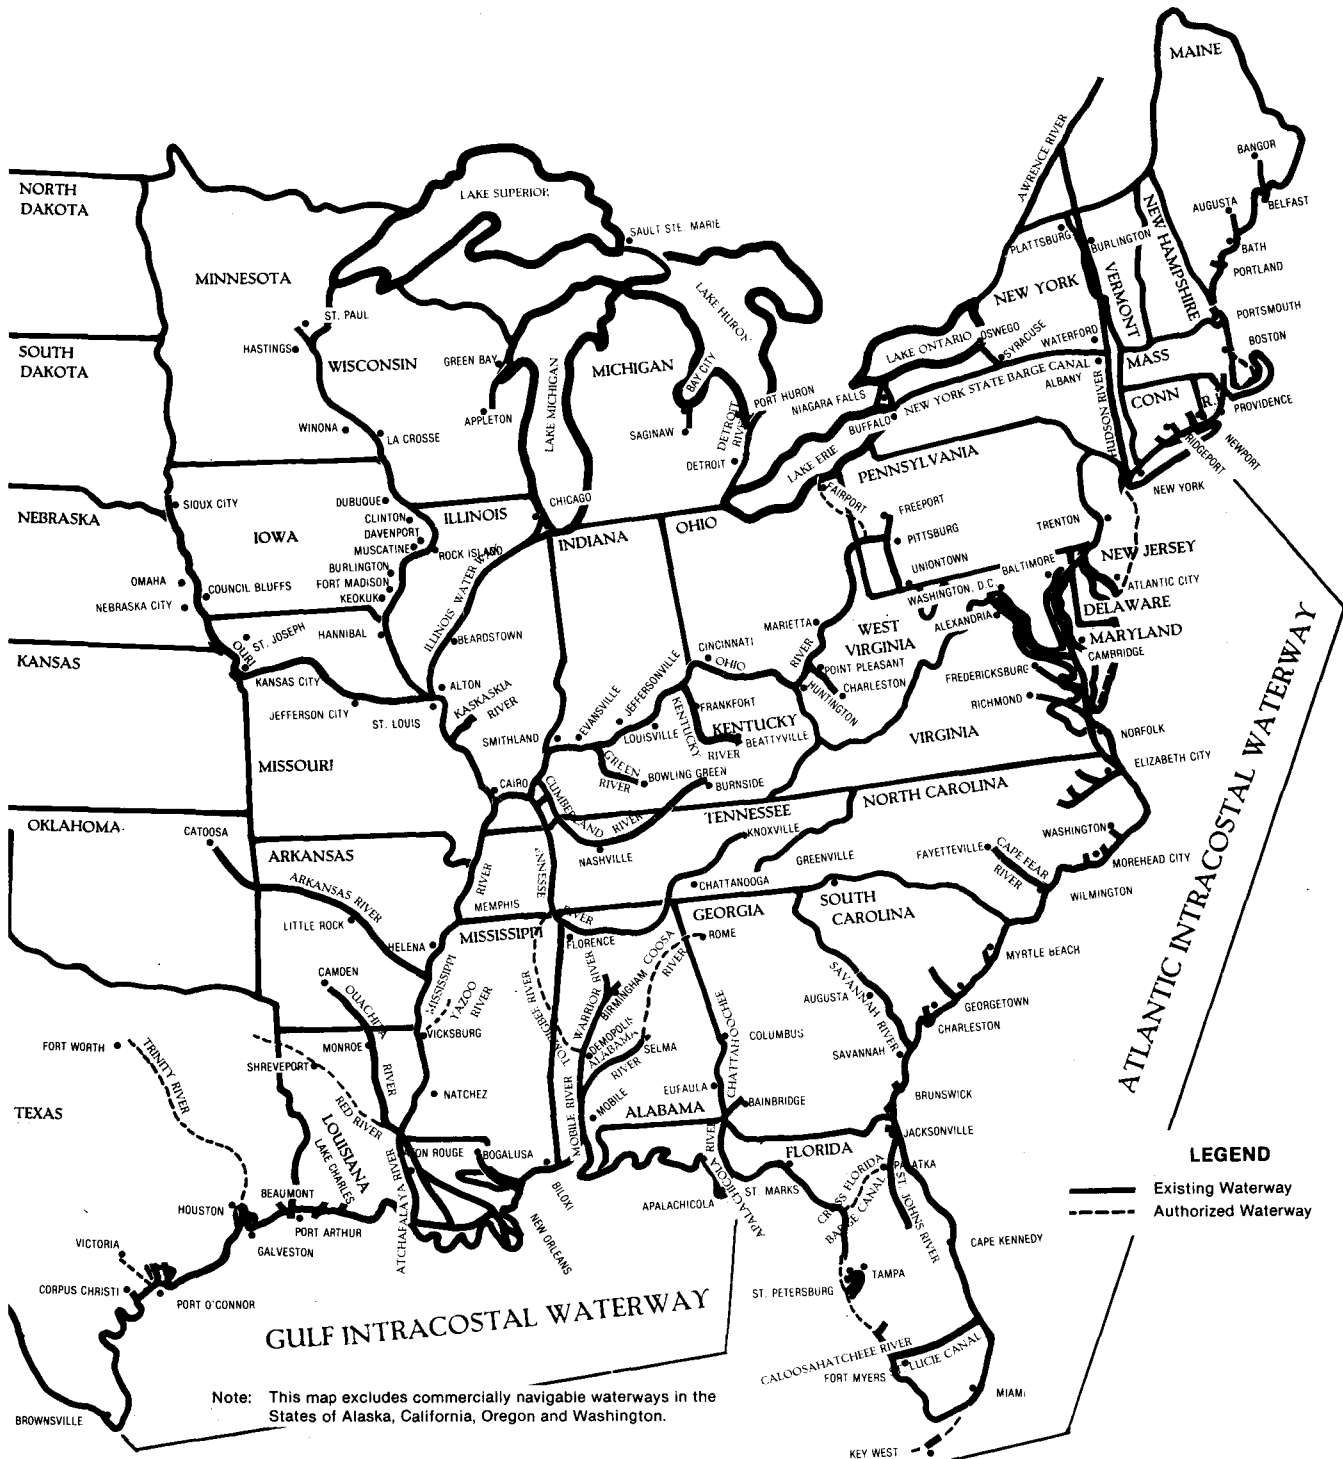 MAINE
BANGOR
AUGUSTA
BELFAST
BATH
PORTLAND
PORTSMOUTH
BOSTON
NEW HAMPSHIRE
VERMONT
AWRENCE RIVER
PLATTSBURG
BURLINGTON
NEW YORK
LAKE ONTARIO
OSWEGO
SYRACUSE
WATERFORD
MASS
CONN
R.I.
PROVIDENCE
NEWPORT
NEW YORK STATE BARGE CANAL
ALBANY
HUDSON RIVER
NIAGARA FALLS
BUFFALO
LAKE ERIE
NEW YORK
NORTH
DAKOTA
SOUTH
DAKOTA
MINNESOTA
LAKE SUPERIOR
SAULT STE. MARIE
LAKE HURON
ST. PAUL
HASTINGS
WISCONSIN
GREEN BAY
LAKE MICHIGAN
MICHIGAN
BAY CITY
PORT HURON
DETROIT
RIVER
WINONA
LA CROSSE
APPLETON
SAGINAW
DETROIT
NEBRASKA
SIOUX CITY
IOWA
DUBUQUE
CLINTON
DAVENPORT
MUSCATINE
ROCK ISLAND
BURLINGTON
FORT MADISON
KEOKUK
ILLINOIS
CHICAGO
INDIANA
OHIO
PENNSYLVANIA
FAIRPORT
FREEPORT
PITTSBURG
UNIONTOWN
TRENTON
NEW JERSEY
ATLANTIC CITY
BALTIMORE
WASHINGTON, D.C.
DELAWARE
MARYLAND
CAMBRIDGE
ALEXANDRIA
FREDERICKSBURG
RICHMOND
OMAHA
COUNCIL BLUFFS
NEBRASKA CITY
KANSAS
OURI
ST. JOSEPH
HANNIBAL
ILLINOIS WATER WAY
BEARDSTOWN
KANSAS CITY
JEFFERSON CITY
ST. LOUIS
ALTON
KASKASKIA
RIVER
MARIETTA
WEST
VIRGINIA
CINCINNATI
OHIO
RIVER
POINT PLEASANT
CHARLESTON
HUNTINGTON
EVANSVILLE
JEFFERSONVILLE
FRANKFORT
KENTUCKY
KENTUCKY
RIVER
BEATTYVILLE
LOUISVILLE
SMITHLAND
GREEN
RIVER
BOWLING GREEN
BURNSIDE
VIRGINIA
NORFOLK
ELIZABETH CITY
MISSOURI
CAIRO
CUMBERLAND RIVER
NASHVILLE
TENNESSEE
KNOXVILLE
NORTH CAROLINA
WASHINGTON
MOREHEAD CITY
GREENVILLE
FAYETTEVILLE
CAPE FEAR
RIVER
WILMINGTON
OKLAHOMA
CATOOSA
ARKANSAS
ARKANSAS RIVER
LITTLE ROCK
HELENA
RIVER
MEMPHIS
CHATTANOOGA
GEORGIA
SOUTH
CAROLINA
MYRTLE BEACH
GEORGETOWN
CHARLESTON
MISSISSIPPI
RIVER
FLORENCE
COOSA
RIVER
ROME
CAMDEN
OUACHITA
RIVER
MISSISSIPPI
YAZOO
RIVER
TOMBIGBEE RIVER
WARRIOR RIVER
BIRMINGHAM
DEMOPOLIS
ALABAMA
RIVER
SELMA
AUGUSTA
SAVANNAH RIVER
SAVANNAH
COLUMBUS
CHATTAHOOCHEE
EUFAULA
BAINBRIDGE
VICKSBURG
MONROE
SHREVEPORT
NATCHEZ
RED RIVER
FORT WORTH
TRINITY RIVER
TEXAS
LOUISIANA
LAKE CHARLES
MOBILE RIVER
MOBILE
ALABAMA
BRUNSWICK
JACKSONVILLE
FLORIDA
PALATKA
ATCHAFALAYA RIVER
ON ROUGE
BOGALUSA
BILOXI
NEW ORLEANS
APALACHICOLA
APALACHICOLA RIVER
ST. MARKS
CROSS FLORIDA
BARGE CANAL
ST. JOHNS RIVER
CAPE KENNEDY
HOUSTON
BEAUMONT
PORT ARTHUR
GALVESTON
VICTORIA
CORPUS CHRISTI
PORT O'CONNOR
BROWNSVILLE
TAMPA
ST. PETERSBURG
CALOOSAHATCHEEE RIVER
LUCIE CANAL
FORT MYERS
MIAMI
KEY WEST
GULF INTRACOSTAL WATERWAY
ATLANTIC INTRACOSTAL WATERWAY
LEGEND
Existing Waterway
Authorized Waterway
Note: This map excludes commercially navigable waterways in the
States of Alaska, California, Oregon and Washington.